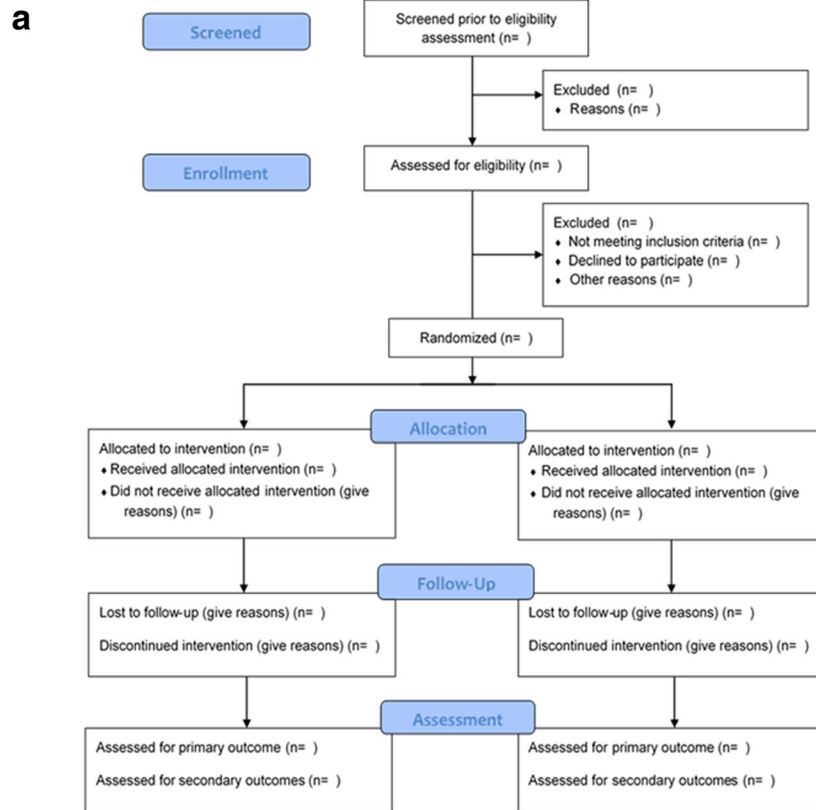 a
Screened
Screened prior to eligibility
assessment (n=  )
Excluded  (n=   )
♦ Reasons (n=  )
Enrollment
Assessed for eligibility (n=  )
Excluded  (n=   )
♦ Not meeting inclusion criteria (n=  )
♦ Declined to participate (n=  )
♦ Other reasons (n=  )
Randomized (n=  )
Allocation
Allocated to intervention (n=  )
♦ Received allocated intervention (n=  )
♦ Did not receive allocated intervention (give
reasons) (n=  )
Allocated to intervention (n=  )
♦ Received allocated intervention (n=  )
♦ Did not receive allocated intervention (give
reasons) (n=  )
Follow-Up
Lost to follow-up (give reasons) (n=  )
Discontinued intervention (give reasons) (n=  )
Lost to follow-up (give reasons) (n=  )
Discontinued intervention (give reasons) (n=  )
Assessment
Assessed for primary outcome (n=  )
Assessed for secondary outcomes (n=  )
Assessed for primary outcome (n=  )
Assessed for secondary outcomes (n=  )